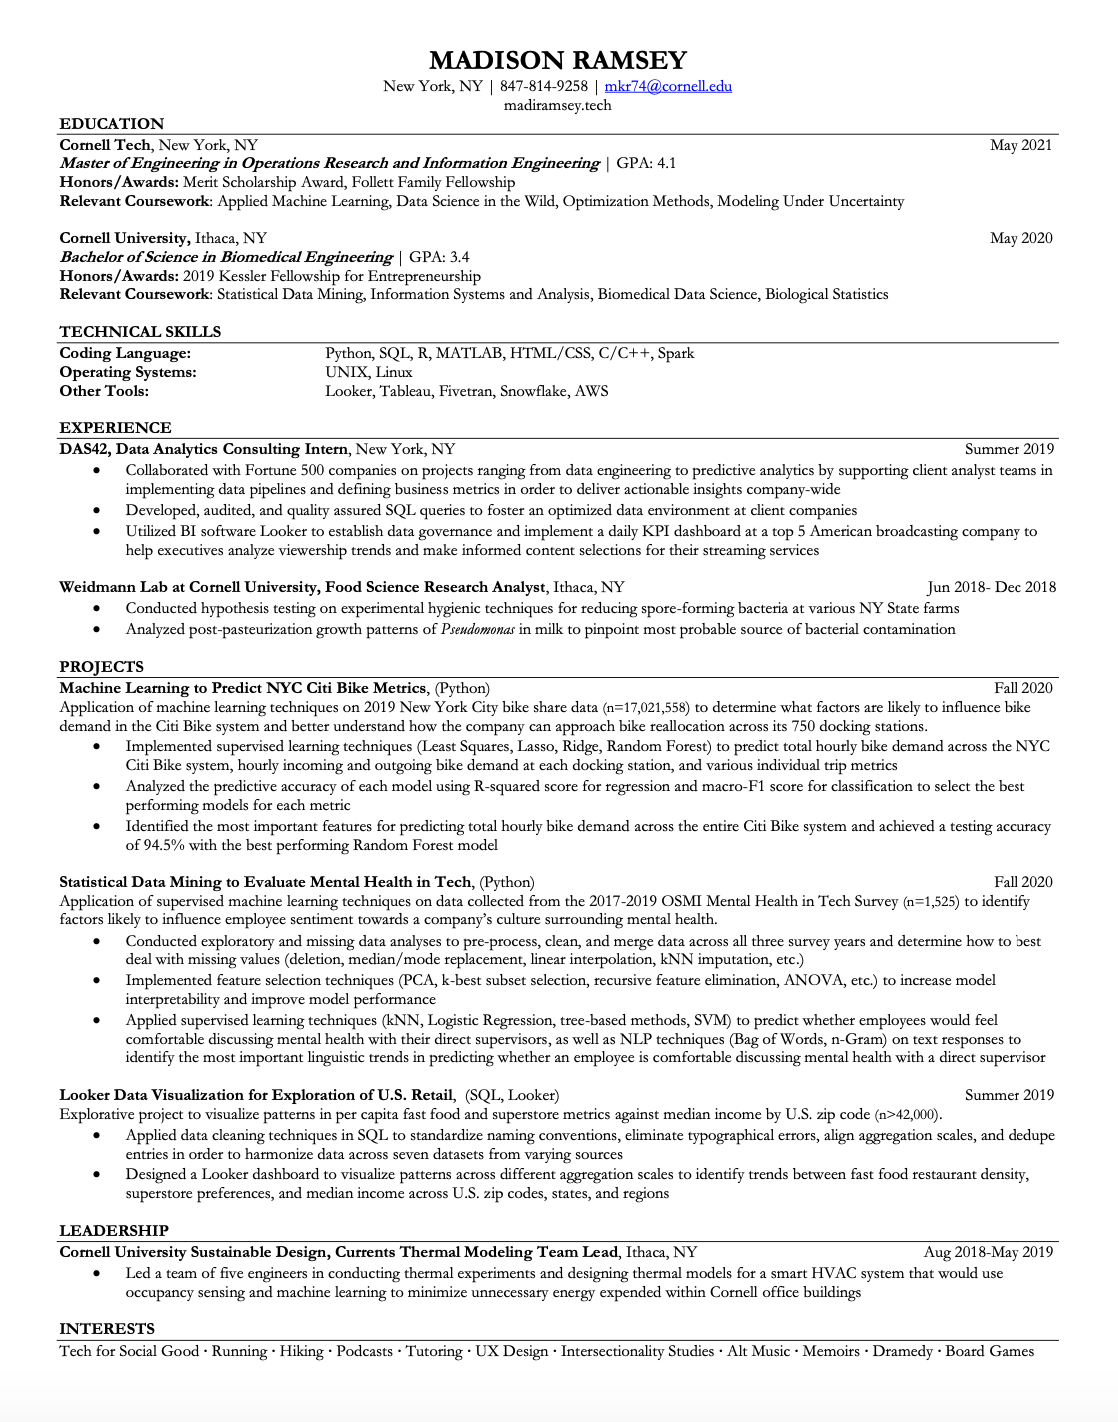 MADISON RAMSEY
New York, NY | 847-814-9258 | mkr74@cornell.edu
madiramsey.tech
EDUCATION
Cornell Tech, New York, NY May 2021
Master of Engineering in Operations Research and Information Engineering | GPA: 4.1
Honors/Awards: Merit Scholarship Award, Follett Family Fellowship
Relevant Coursework: Applied Machine Learning, Data Science in the Wild, Optimization Methods, Modeling Under Uncertainty
Cornell University, Ithaca, NY May 2020
Bachelor of Science in Biomedical Engineering | GPA: 3.4
Honors/Awards: 2019 Kessler Fellowship for Entrepreneurship
Relevant Coursework: Statistical Data Mining, Information Systems and Analysis, Biomedical Data Science, Biological Statistics
TECHNICAL SKILLS
Coding Language: Python, SQL, R, MATLAB, HTML/CSS, C/C++, Spark
Operating Systems: UNIX, Linux
Other Tools: Looker, Tableau, Fivetran, Snowflake, AWS
EXPERIENCE
DAS42, Data Analytics Consulting Intern, New York, NY Summer 2019
• Collaborated with Fortune 500 companies on projects ranging from data engineering to predictive analytics by supporting client analyst teams in
implementing data pipelines and defining business metrics in order to deliver actionable insights company-wide
• Developed, audited, and quality assured SQL queries to foster an optimized data environment at client companies
• Utilized BI software Looker to establish data governance and implement a daily KPI dashboard at a top 5 American broadcasting company to
help executives analyze viewership trends and make informed content selections for their streaming services
Weidmann Lab at Cornell University, Food Science Research Analyst, Ithaca, NY Jun 2018- Dec 2018
• Conducted hypothesis testing on experimental hygienic techniques for reducing spore-forming bacteria at various NY State farms
• Analyzed post-pasteurization growth patterns of Pseudomonas in milk to pinpoint most probable source of bacterial contamination
PROJECTS
Machine Learning to Predict NYC Citi Bike Metrics, (Python) Fall 2020
Application of machine learning techniques on 2019 New York City bike share data (n=17,021,558) to determine what factors are likely to influence bike
demand in the Citi Bike system and better understand how the company can approach bike reallocation across its 750 docking stations.
• Implemented supervised learning techniques (Least Squares, Lasso, Ridge, Random Forest) to predict total hourly bike demand across the NYC
Citi Bike system, hourly incoming and outgoing bike demand at each docking station, and various individual trip metrics
• Analyzed the predictive accuracy of each model using R-squared score for regression and macro-F1 score for classification to select the best
performing models for each metric
• Identified the most important features for predicting total hourly bike demand across the entire Citi Bike system and achieved a testing accuracy
of 94.5% with the best performing Random Forest model
Statistical Data Mining to Evaluate Mental Health in Tech, (Python) Fall 2020
Application of supervised machine learning techniques on data collected from the 2017-2019 OSMI Mental Health in Tech Survey (n=1,525) to identify
factors likely to influence employee sentiment towards a company's culture surrounding mental health.
• Conducted exploratory and missing data analyses to pre-process, clean, and merge data across all three survey years and determine how to best
deal with missing values (deletion, median/mode replacement, linear interpolation, kNN imputation, etc.)
• Implemented feature selection techniques (PCA, k-best subset selection, recursive feature elimination, ANOVA, etc.) to increase model
interpretability and improve model performance
• Applied supervised learning techniques (kNN, Logistic Regression, tree-based methods, SVM) to predict whether employees would feel
comfortable discussing mental health with their direct supervisors, as well as NLP techniques (Bag of Words, n-Gram) on text responses to
identify the most important linguistic trends in predicting whether an employee is comfortable discussing mental health with a direct supervisor
Looker Data Visualization for Exploration of U.S. Retail, (SQL, Looker) Summer 2019
Explorative project to visualize patterns in per capita fast food and superstore metrics against median income by U.S. zip code (n>42,000).
• Applied data cleaning techniques in SQL to standardize naming conventions, eliminate typographical errors, align aggregation scales, and dedupe
entries in order to harmonize data across seven datasets from varying sources
• Designed a Looker dashboard to visualize patterns across different aggregation scales to identify trends between fast food restaurant density,
superstore preferences, and median income across U.S. zip codes, states, and regions
LEADERSHIP
Cornell University Sustainable Design, Currents Thermal Modeling Team Lead, Ithaca, NY Aug 2018-May 2019
• Led a team of five engineers in conducting thermal experiments and designing thermal models for a smart HVAC system that would use
occupancy sensing and machine learning to minimize unnecessary energy expended within Cornell office buildings
INTERESTS
Tech for Social Good · Running · Hiking · Podcasts · Tutoring · UX Design · Intersectionality Studies · Alt Music · Memoirs · Dramedy · Board Games